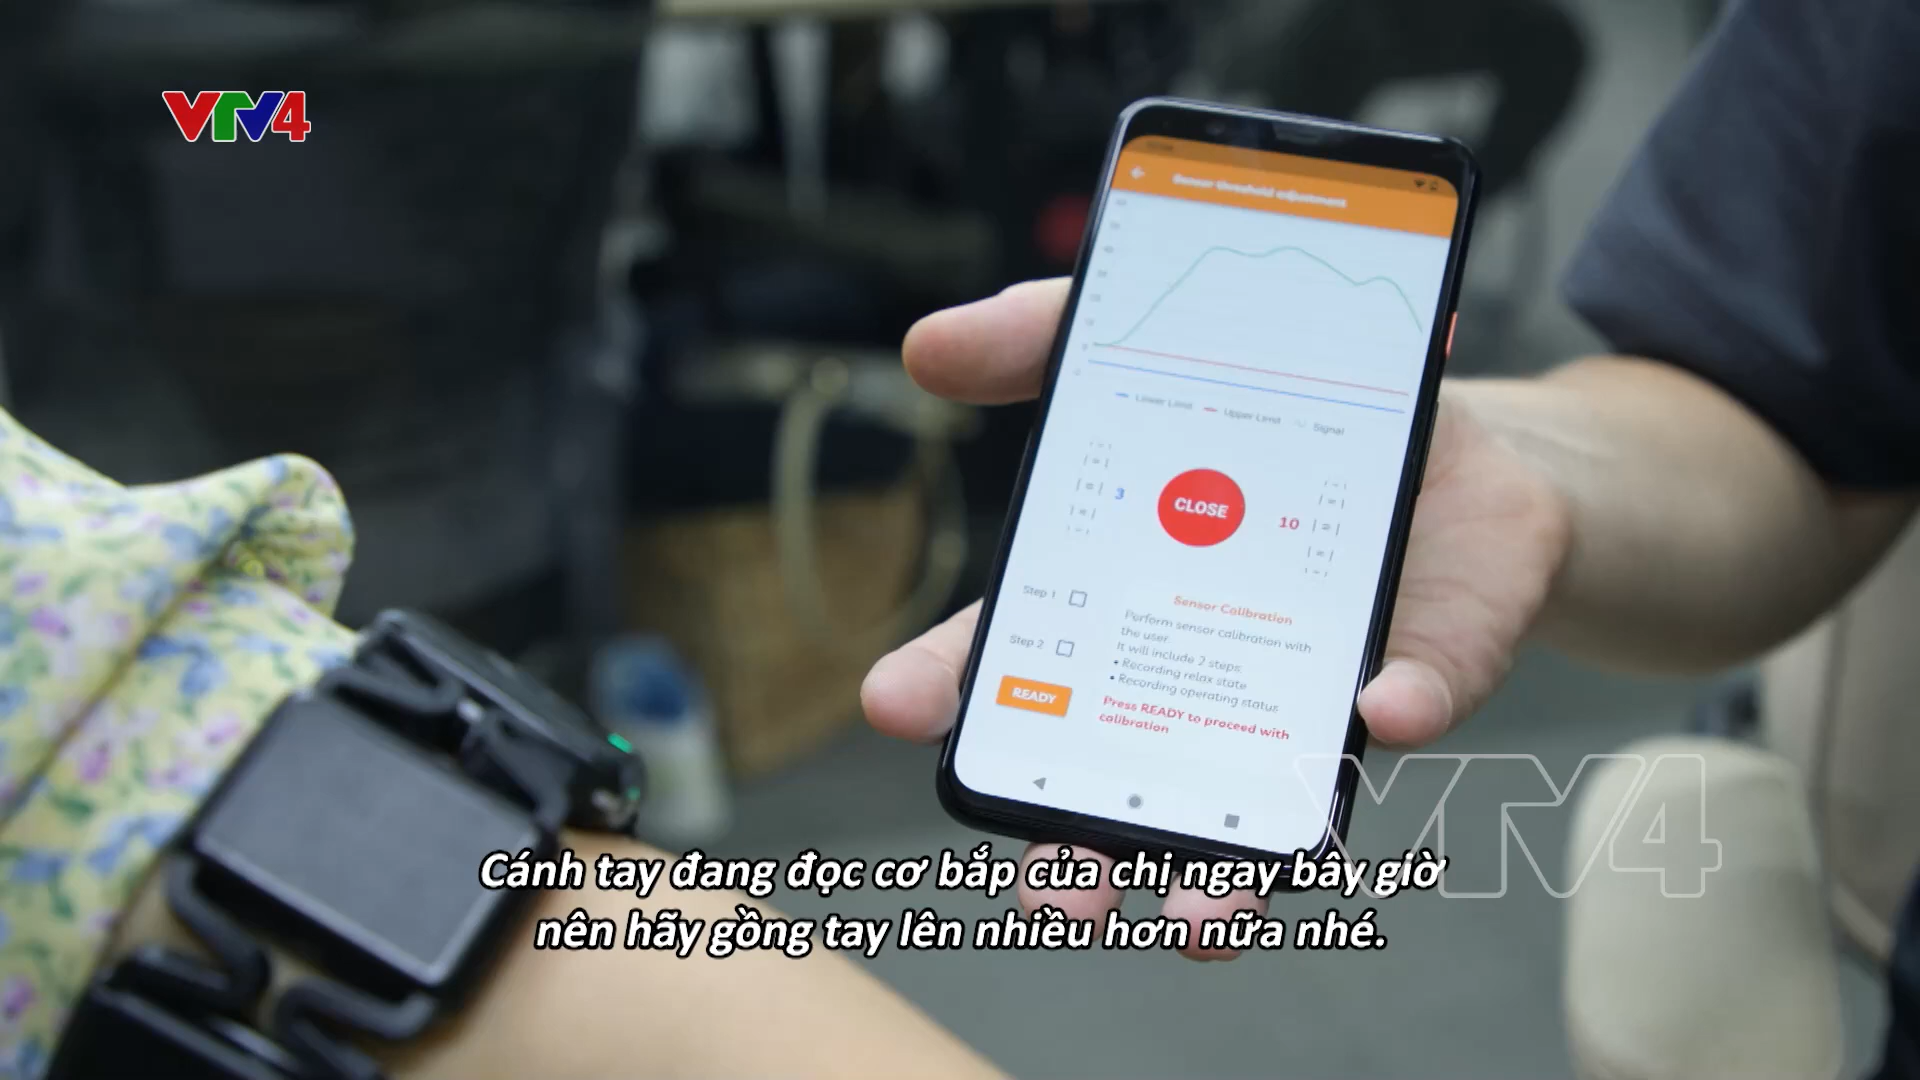 VTV4
Sensor threshold adjustment
Lower Limit Upper Limit Signal
3
CLOSE
10
Step 1
Step 2
READY
Sensor Calibration
Perform sensor calibration with
the user.
It will include 2 steps:
• Recording relax state
• Recording operating status
Press READY to proceed with
calibration
VTV4
Cánh tay đang đọc cơ bắp của chị ngay bây giờ
nên hãy gồng tay lên nhiều hơn nữa nhé.